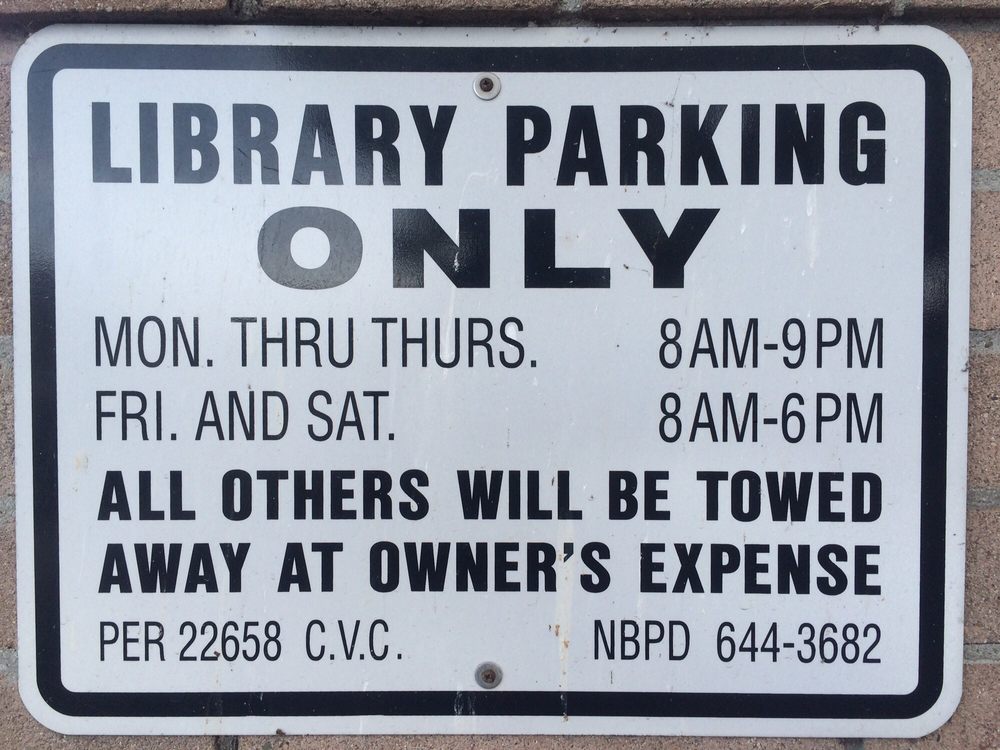 LIBRARY PARKING
ONLY
MON. THRU THURS. 8AM-9PM
FRI. AND SAT. 8AM-6PM
ALL OTHERS WILL BE TOWED
AWAY AT OWNER'S EXPENSE
PER 22658 C.V.C. NBPD 644-3682